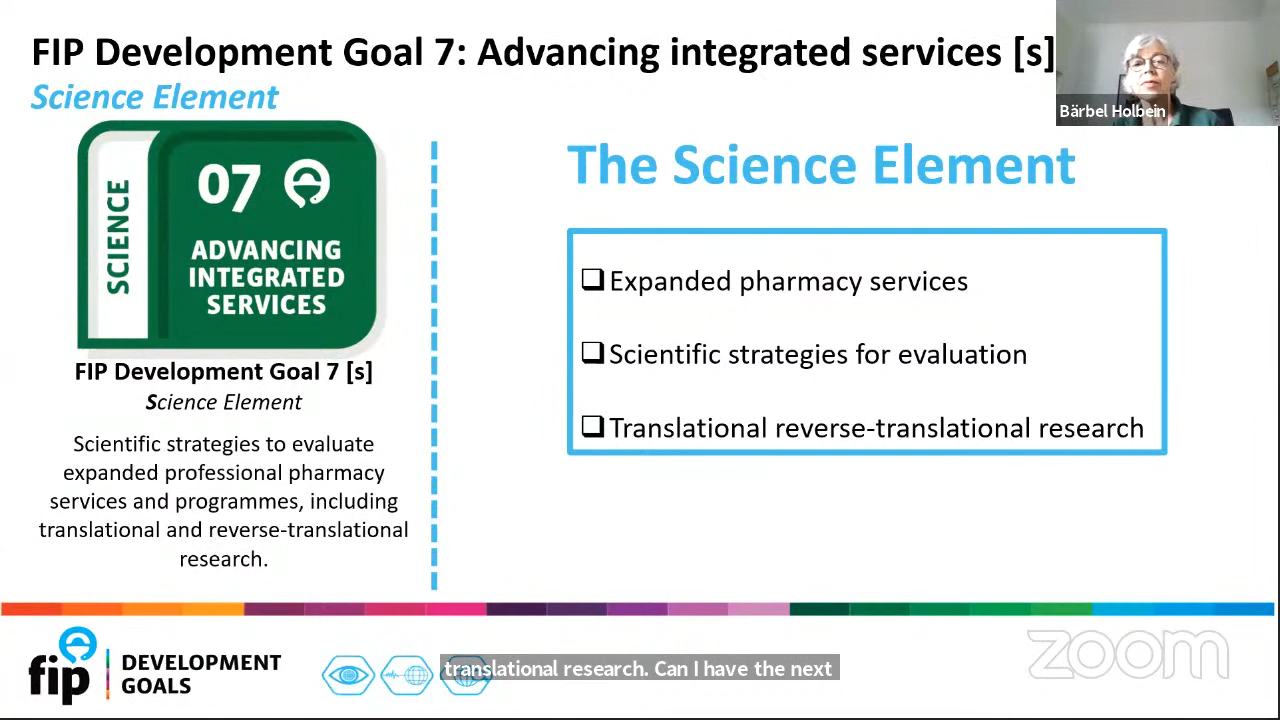 FIP Development Goal 7: Advancing integrated services [s]
Science Element
Bärbel Holbein
SCIENCE
07
ADVANCING
INTEGRATED
SERVICES
FIP Development Goal 7 [s]
Science Element
Scientific strategies to evaluate
expanded professional pharmacy
services and programmes, including
translational and reverse-translational
research.
The Science Element
Expanded pharmacy services
Scientific strategies for evaluation
Translational reverse-translational research
fip
DEVELOPMENT
GOALS
translational research. Can I have the next
zoom